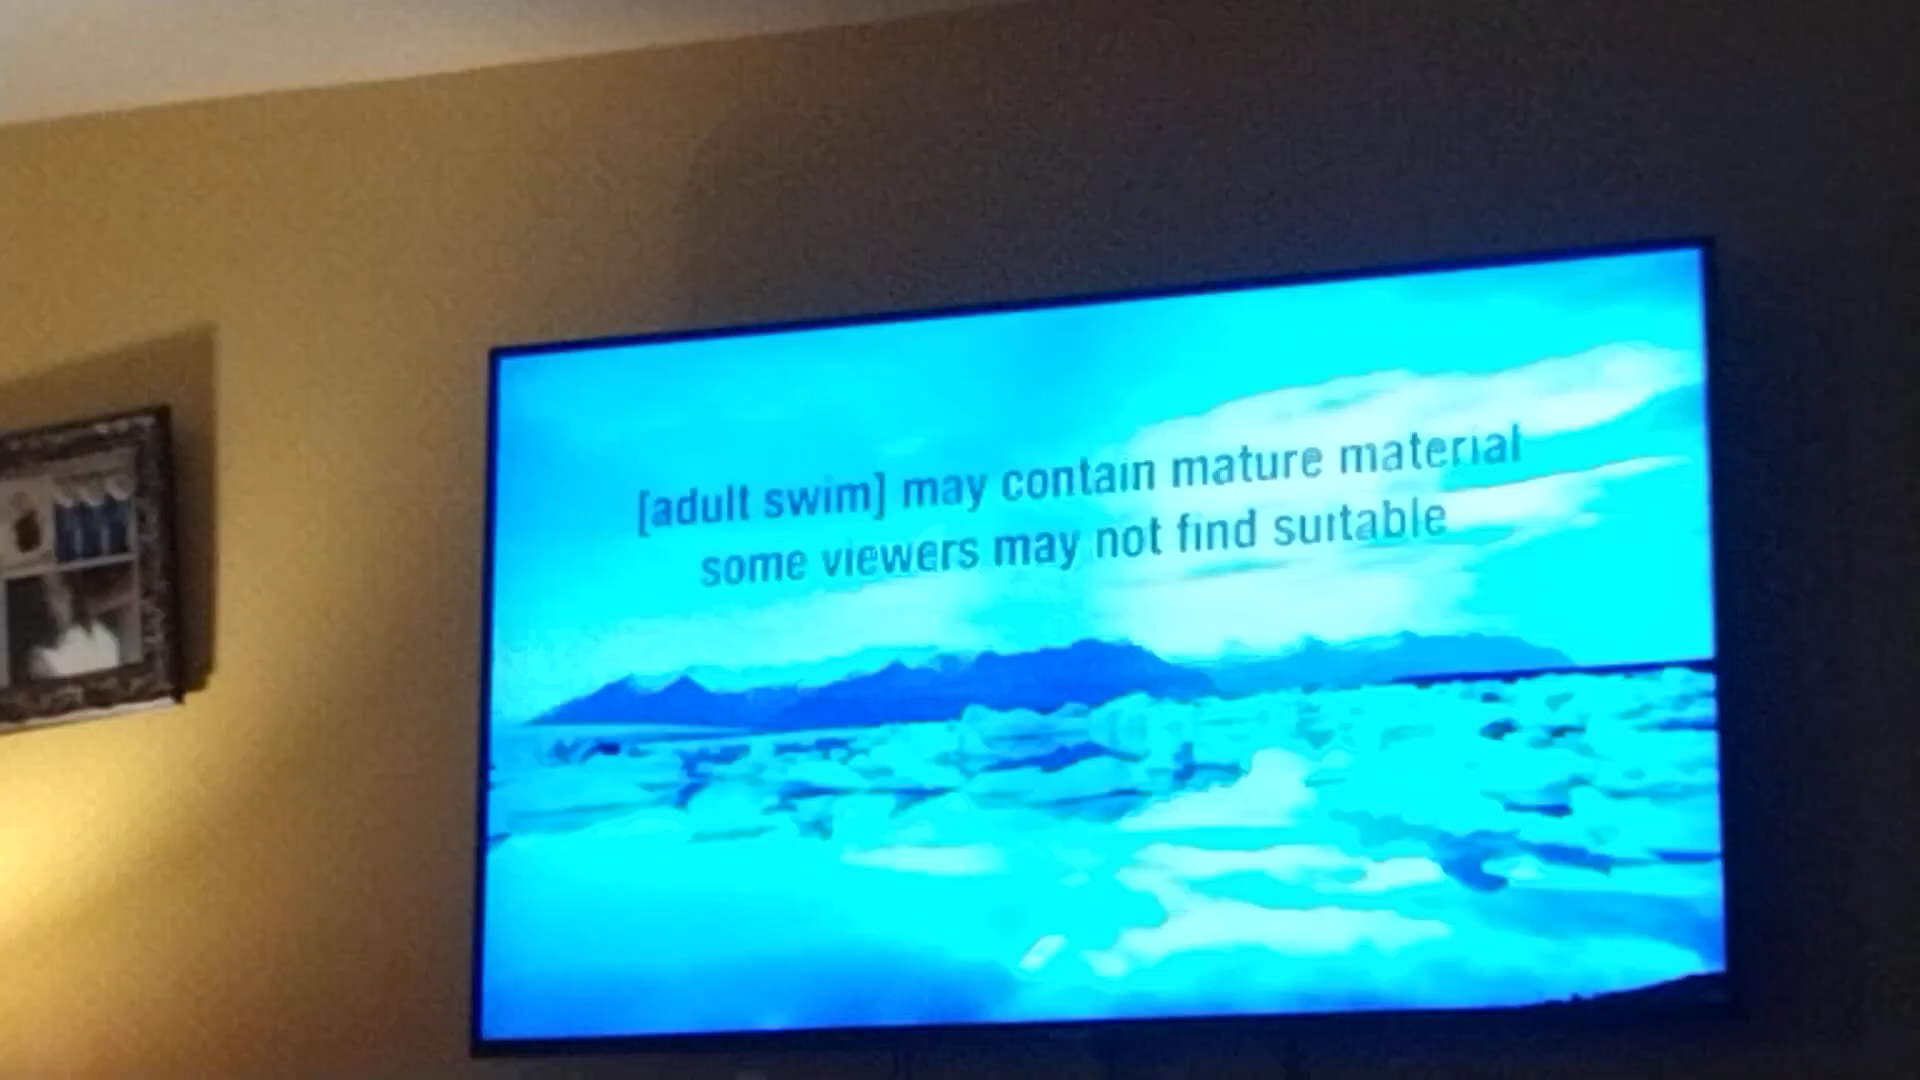 [adult swim] may contain mature material
some viewers may not find suitable